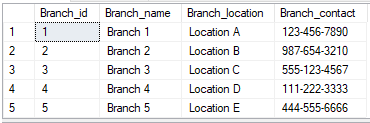 Branch_id Branch_name Branch_location Branch_contact
1 1 Branch 1 Location A 123-456-7890
2 2 Branch 2 Location B 987-654-3210
3 3 Branch 3 Location C 555-123-4567
4 4 Branch 4 Location D 111-222-3333
5 5 Branch 5 Location E 444-555-6666